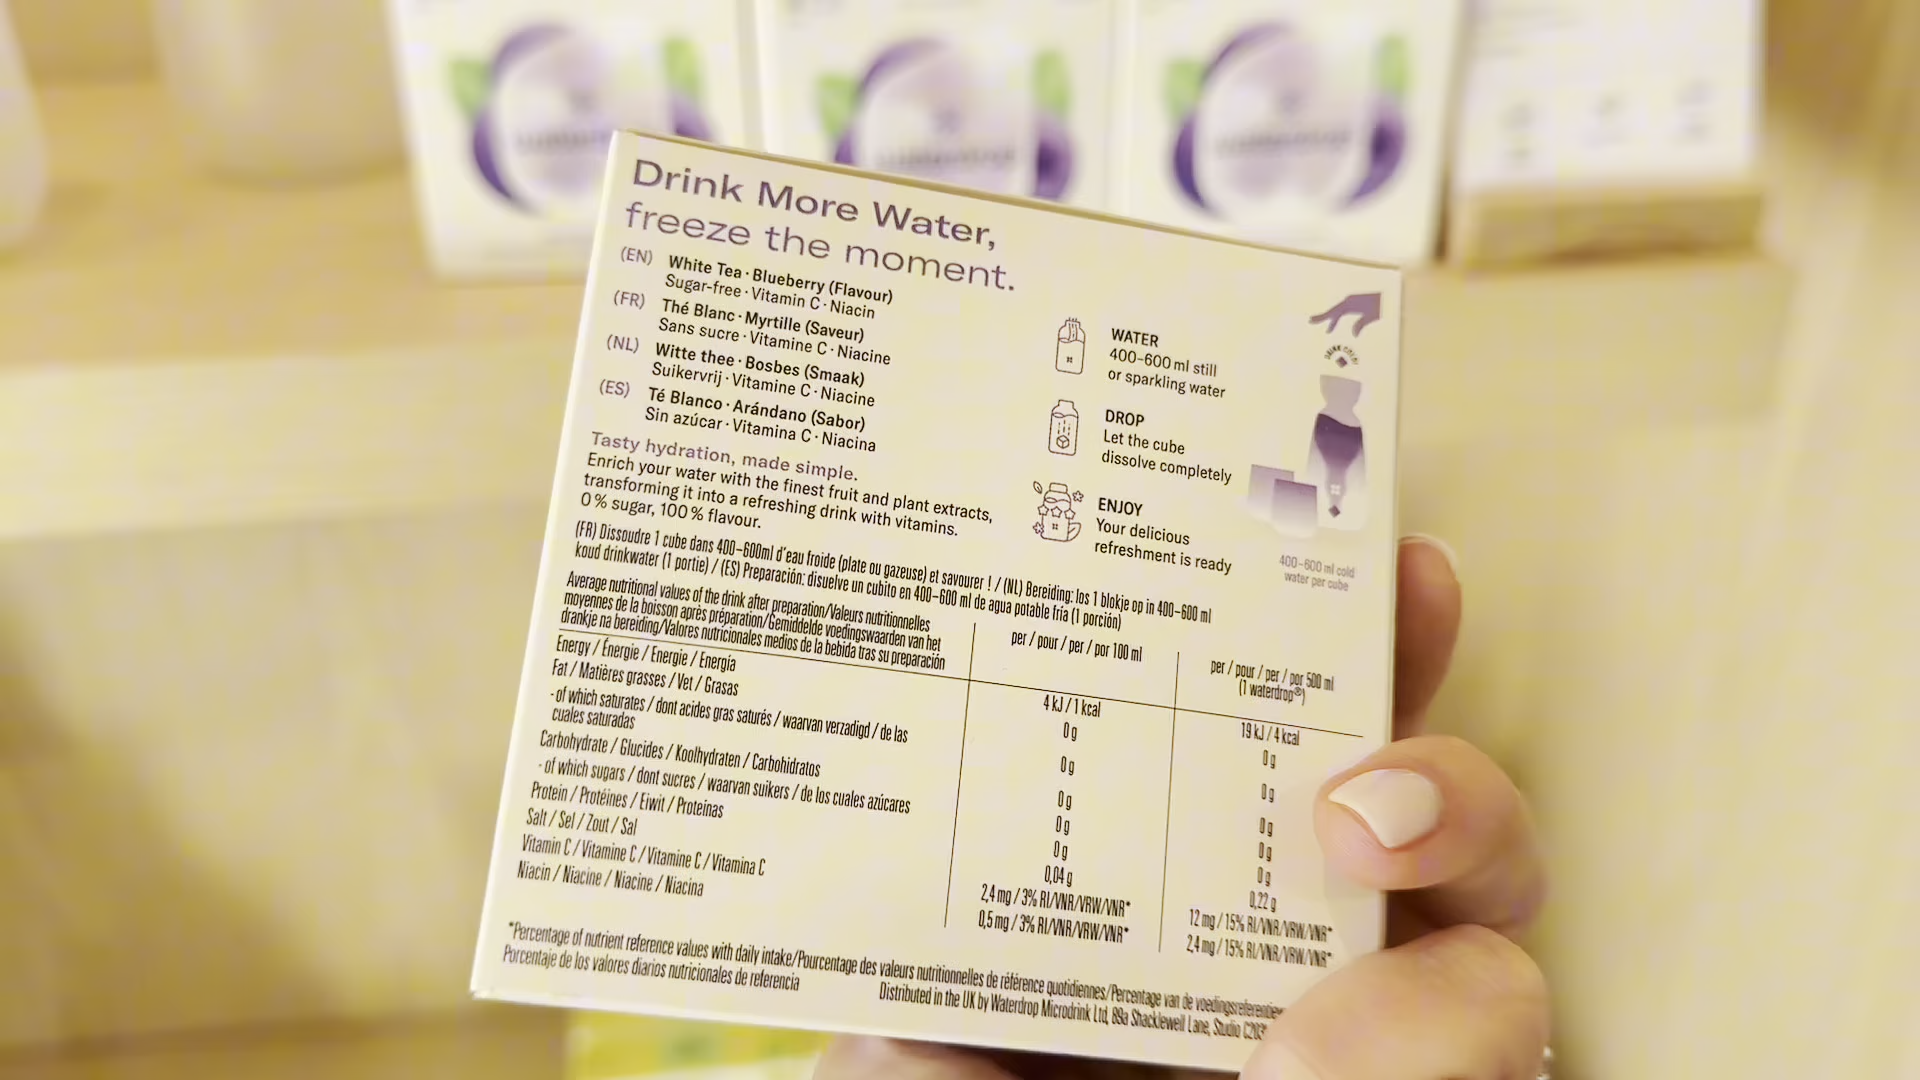 Drink More Water,
freeze the moment.
(EN) White Tea · Blueberry (Flavour)
Sugar-free · Vitamin C · Niacin
(FR) Thé Blanc · Myrtille (Saveur)
Sans sucre · Vitamine C · Niacine
(NL) Witte thee · Bosbes (Smaak)
Suikervrij · Vitamine C · Niacine
(ES) Té Blanco · Arándano (Sabor)
Sin azúcar · Vitamina C · Niacina
Tasty hydration, made simple.
Enrich your water with the finest fruit and plant extracts,
transforming it into a refreshing drink with vitamins.
0% sugar, 100% flavour.
WATER
400–600 ml still
or sparkling water
DROP
Let the cube
dissolve completely
ENJOY
Your delicious
refreshment is ready
400–600 ml cold
water per cube
(FR) Dissoudre 1 cube dans 400–600ml d'eau froide (plate ou gazeuse) et savourer ! / (NL) Bereiding: los 1 blokje op in 400–600 ml
koud drinkwater (1 portie) / (ES) Preparación: disuelve un cubito en 400–600 ml de agua potable fría (1 porción)
Average nutritional values of the drink after preparation/Valeurs nutritionnelles
moyennes de la boisson après préparation/Gemiddelde voedingswaarden van het
drankje na bereiding/Valores nutricionales medios de la bebida tras su preparación
per / pour / per / por 100 ml
per / pour / per / por 500 ml
(1 waterdrop®)
Energy / Énergie / Energie / Energía 4 kJ / 1 kcal 19 kJ / 4 kcal
Fat / Matières grasses / Vet / Grasas 0 g 0 g
- of which saturates / dont acides gras saturés / waarvan verzadigd / de las
cuales saturadas 0 g 0 g
Carbohydrate / Glucides / Koolhydraten / Carbohidratos 0 g 0 g
- of which sugars / dont sucres / waarvan suikers / de los cuales azúcares 0 g 0 g
Protein / Protéines / Eiwit / Proteínas 0 g 0 g
Salt / Sel / Zout / Sal 0,04 g 0,22 g
Vitamin C / Vitamine C / Vitamine C / Vitamina C 2,4 mg / 3% RI/VNR/VRW/VNR* 12 mg / 15% RI/VNR/VRW/VNR*
Niacin / Niacine / Niacine / Niacina 0,5 mg / 3% RI/VNR/VRW/VNR* 2,4 mg / 15% RI/VNR/VRW/VNR*
*Percentage of nutrient reference values with daily intake/Pourcentage des valeurs nutritionnelles de référence quotidiennes/Percentage van de
Porcentaje de los valores diarios nutricionales de referencia
Distributed in the UK by Waterdrop Microdrink Ltd, 89a Shacklewell Lane, Studio